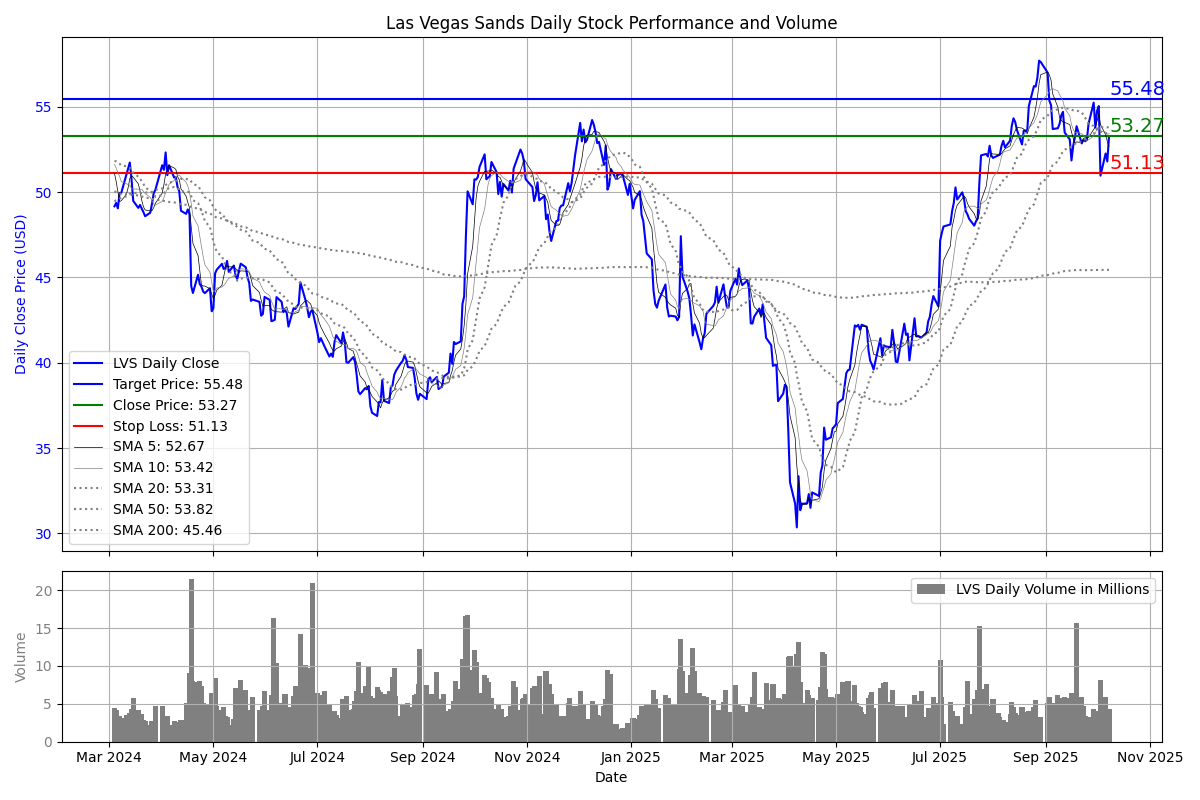 Las Vegas Sands Daily Stock Performance and Volume
Daily Close Price (USD)
55
50
45
40
35
30
55.48
53.27
51.13
LVS Daily Close
Target Price: 55.48
Close Price: 53.27
Stop Loss: 51.13
SMA 5: 52.67
SMA 10: 53.42
SMA 20: 53.31
SMA 50: 53.82
SMA 200: 45.46
Volume
20
15
10
5
0
LVS Daily Volume in Millions
Mar 2024 May 2024 Jul 2024 Sep 2024 Nov 2024 Jan 2025 Mar 2025 May 2025 Jul 2025 Sep 2025 Nov 2025
Date